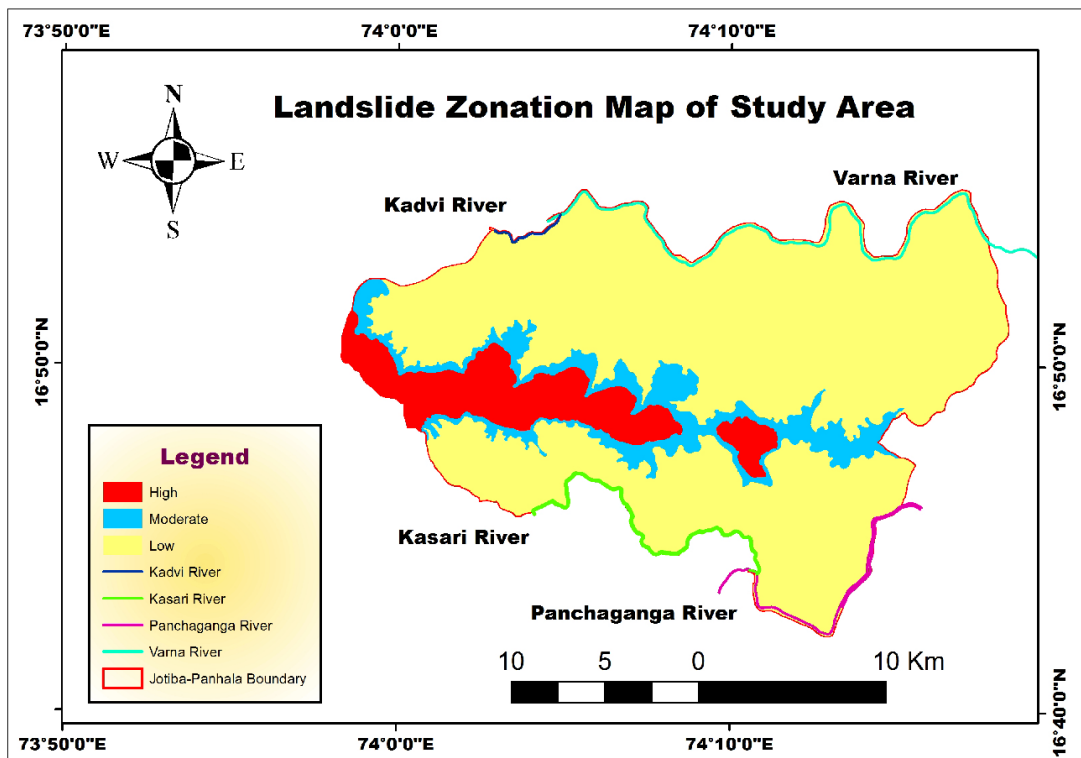 73°50'0"E 74°0'0"E 74°10'0"E
Landslide Zonation Map of Study Area
N
W E
S
Kadvi River
Varna River
16°50'0"N
16°50'0"N
Legend
High
Moderate
Low
Kadvi River
Kasari River
Panchaganga River
Varna River
Jotiba-Panhala Boundary
Kasari River
Panchaganga River
10 5 0 10 Km
16°40'0"N
73°50'0"E 74°0'0"E 74°10'0"E